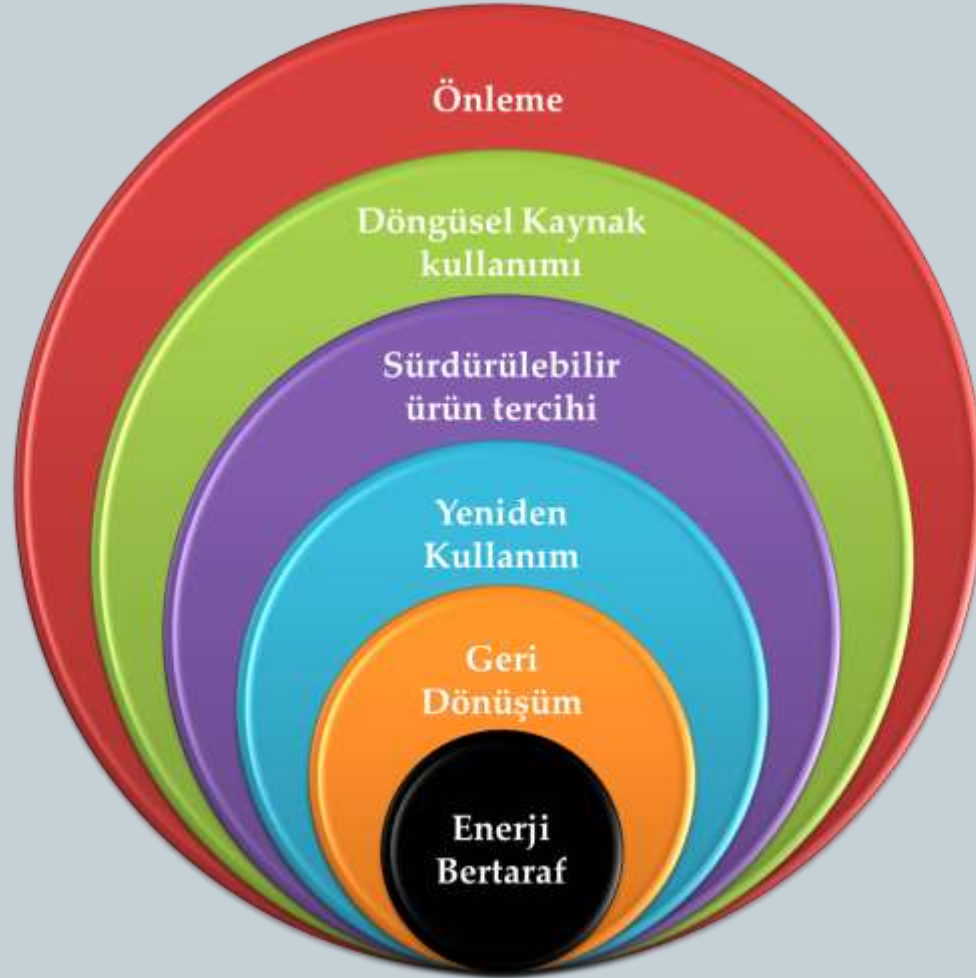 Önleme
Döngüsel Kaynak
kullanımı
Sürdürülebilir
ürün tercihi
Yeniden
Kullanım
Geri
Dönüşüm
Enerji
Bertaraf